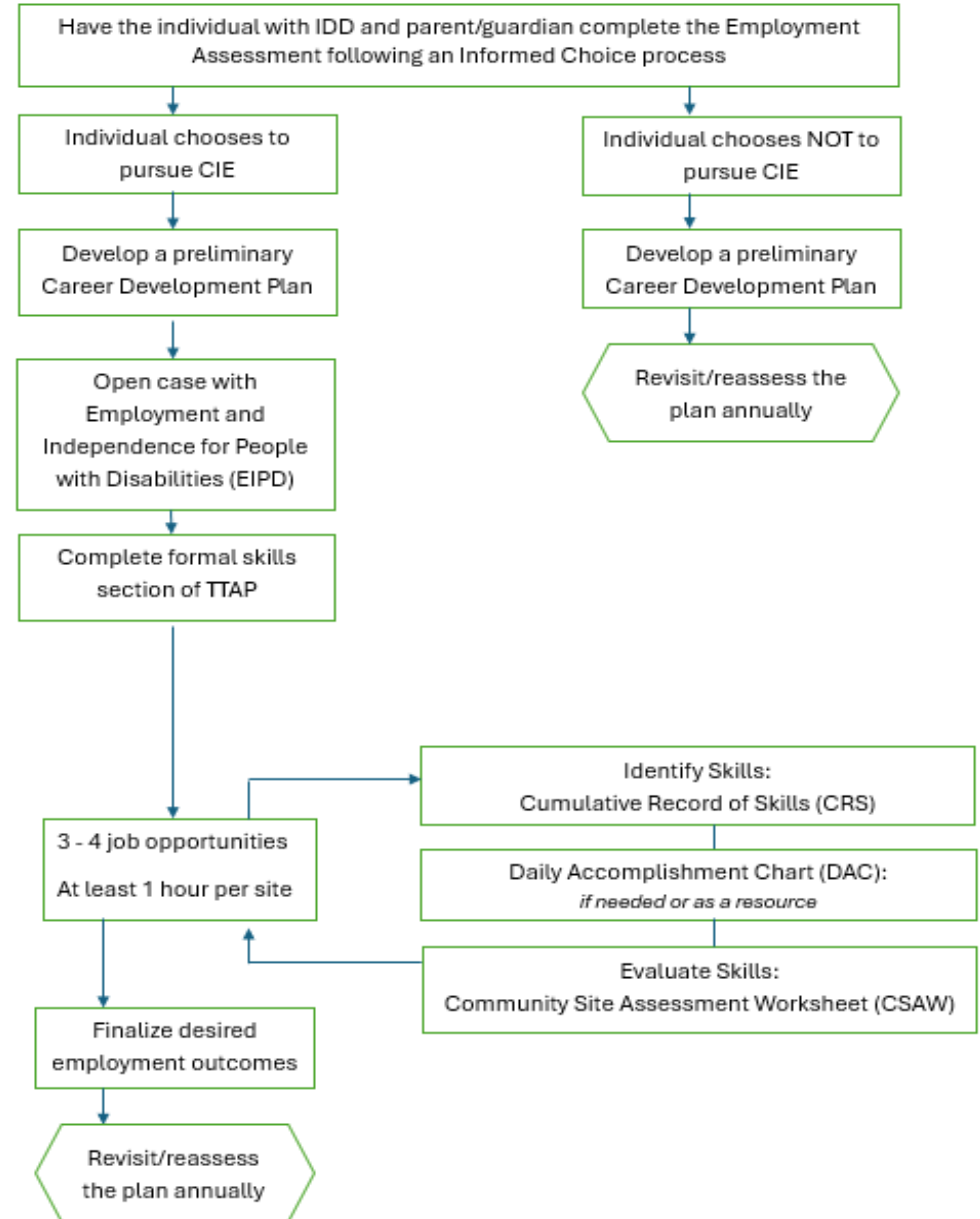 Have the individual with IDD and parent/guardian complete the Employment
Assessment following an Informed Choice process
Individual chooses to
pursue CIE
Individual chooses NOT to
pursue CIE
Develop a preliminary
Career Development Plan
Develop a preliminary
Career Development Plan
Open case with
Employment and
Independence for People
with Disabilities (EIPD)
Revisit/reassess the
plan annually
Complete formal skills
section of TTAP
3 - 4 job opportunities
At least 1 hour per site
Identify Skills:
Cumulative Record of Skills (CRS)
Daily Accomplishment Chart (DAC):
if needed or as a resource
Evaluate Skills:
Community Site Assessment Worksheet (CSAW)
Finalize desired
employment outcomes
Revisit/reassess
the plan annually